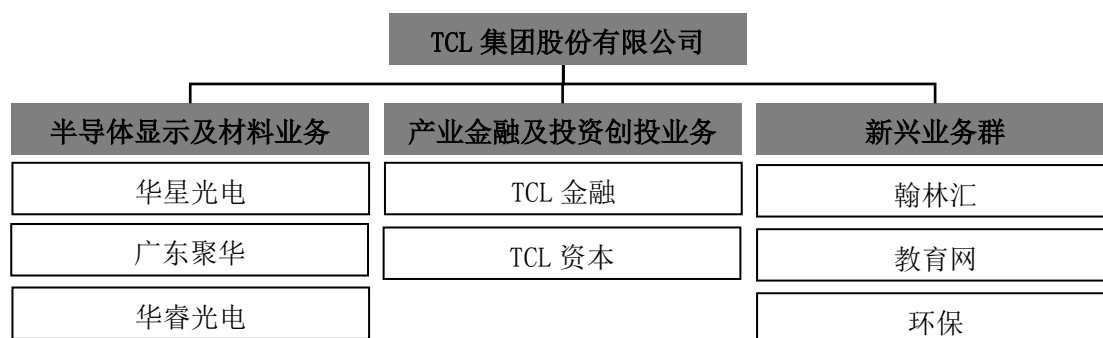 TCL 集团股份有限公司
半导体显示及材料业务
产业金融及投资创投业务
新兴业务群
华星光电
TCL 金融
翰林汇
广东聚华
TCL 资本
教育网
华睿光电
环保